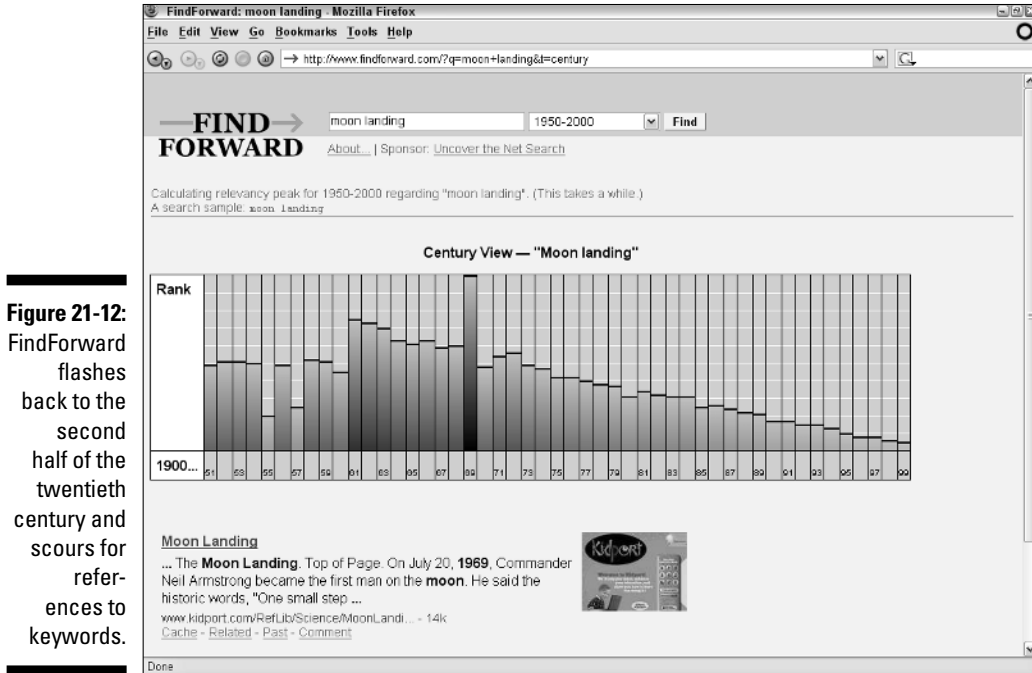 FindForward: moon landing - Mozilla Firefox
File Edit View Go Bookmarks Tools Help
http://www.findforward.com/?q=moon+landing&t=century
FIND
FORWARD
moon landing 1950-2000 Find
About... | Sponsor: Uncover the Net Search
Calculating relevancy peak for 1950-2000 regarding "moon landing". (This takes a while.)
A search sample: moon landing
Century View — "Moon landing"
Rank
1900... 51 53 55 57 59 61 63 65 67 69 71 73 75 77 79 81 83 85 87 89 91 93 95 97 99
Moon Landing
... The Moon Landing. Top of Page. On July 20, 1969, Commander
Neil Armstrong became the first man on the moon. He said the
historic words, "One small step ...
www.kidport.com/RefLib/Science/MoonLandi... - 14k
Cache - Related - Past - Comment
Kidport
Done
Figure 21-12:
FindForward
flashes
back to the
second
half of the
twentieth
century and
scours for
refer-
ences to
keywords.